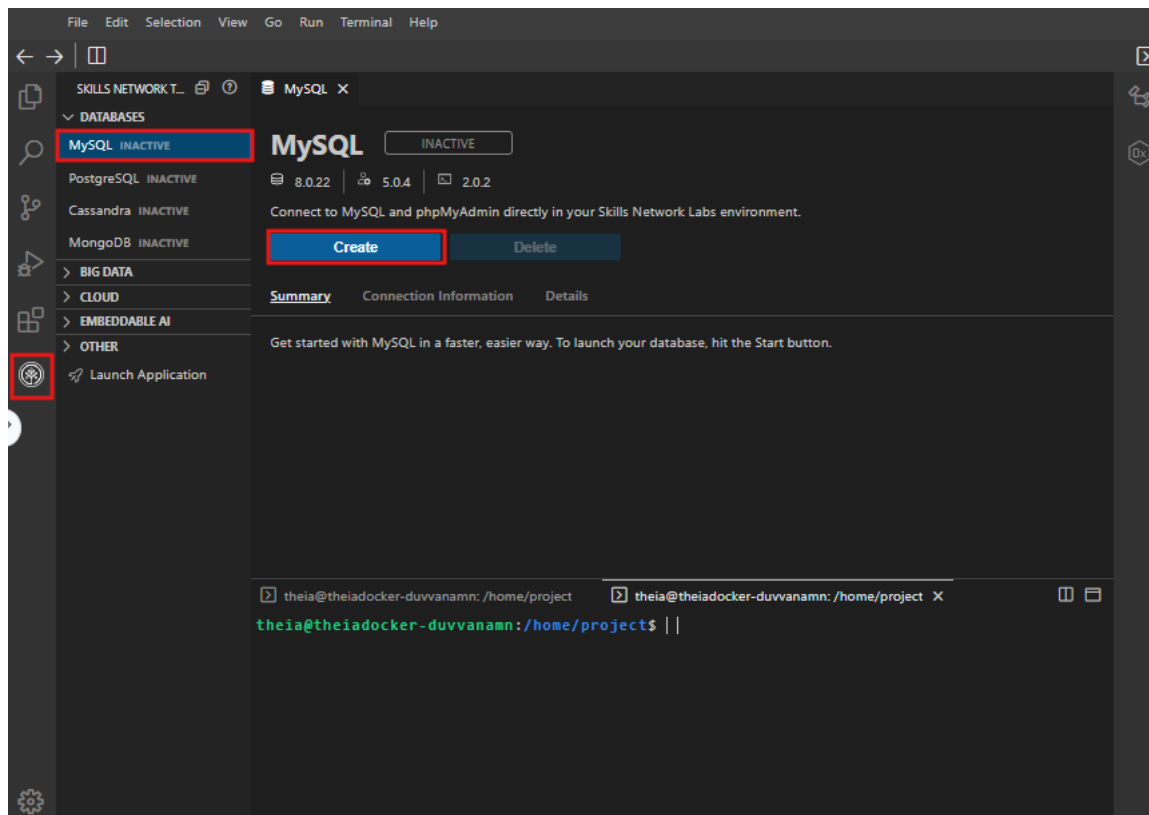 File Edit Selection View Go Run Terminal Help
SKILLS NETWORK T...
MySQL
DATABASES
MySQL INACTIVE
PostgreSQL INACTIVE
Cassandra INACTIVE
MongoDB INACTIVE
BIG DATA
CLOUD
EMBEDDABLE AI
OTHER
Launch Application
MySQL INACTIVE
8.0.22 5.0.4 2.0.2
Connect to MySQL and phpMyAdmin directly in your Skills Network Labs environment.
Create Delete
Summary Connection Information Details
Get started with MySQL in a faster, easier way. To launch your database, hit the Start button.
theia@theiadocker-duvvanamn: /home/project theia@theiadocker-duvvanamn: /home/project
theia@theiadocker-duvvanamn:/home/project$
Dx